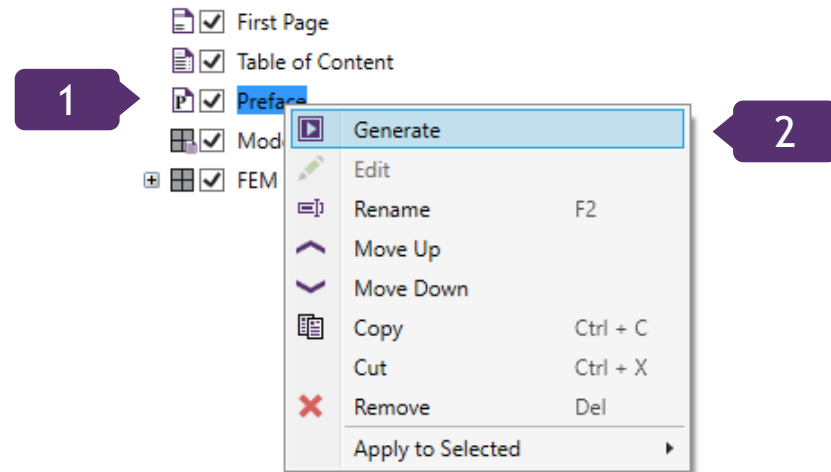 First Page
Table of Content
1
Preface
Generate
2
Mod
Edit
FEM
Rename F2
Move Up
Move Down
Copy Ctrl + C
Cut Ctrl + X
Remove Del
Apply to Selected